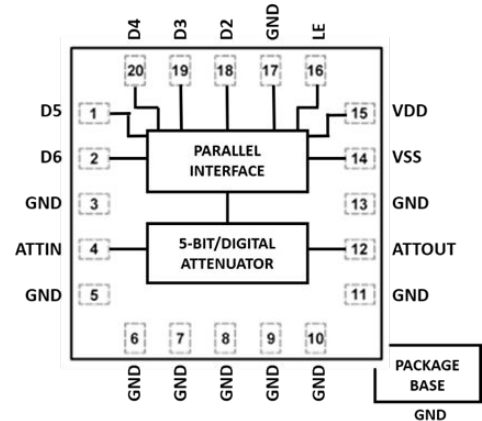 D4 D3 D2 GND LE
20 19 18 17 16
D5 1 15 VDD
PARALLEL
INTERFACE
D6 2 14 VSS
GND 3 13 GND
5-BIT/DIGITAL
ATTENUATOR
ATTIN 4 12 ATTOUT
GND 5 11 GND
6 7 8 9 10
GND GND GND GND GND
PACKAGE
BASE
GND